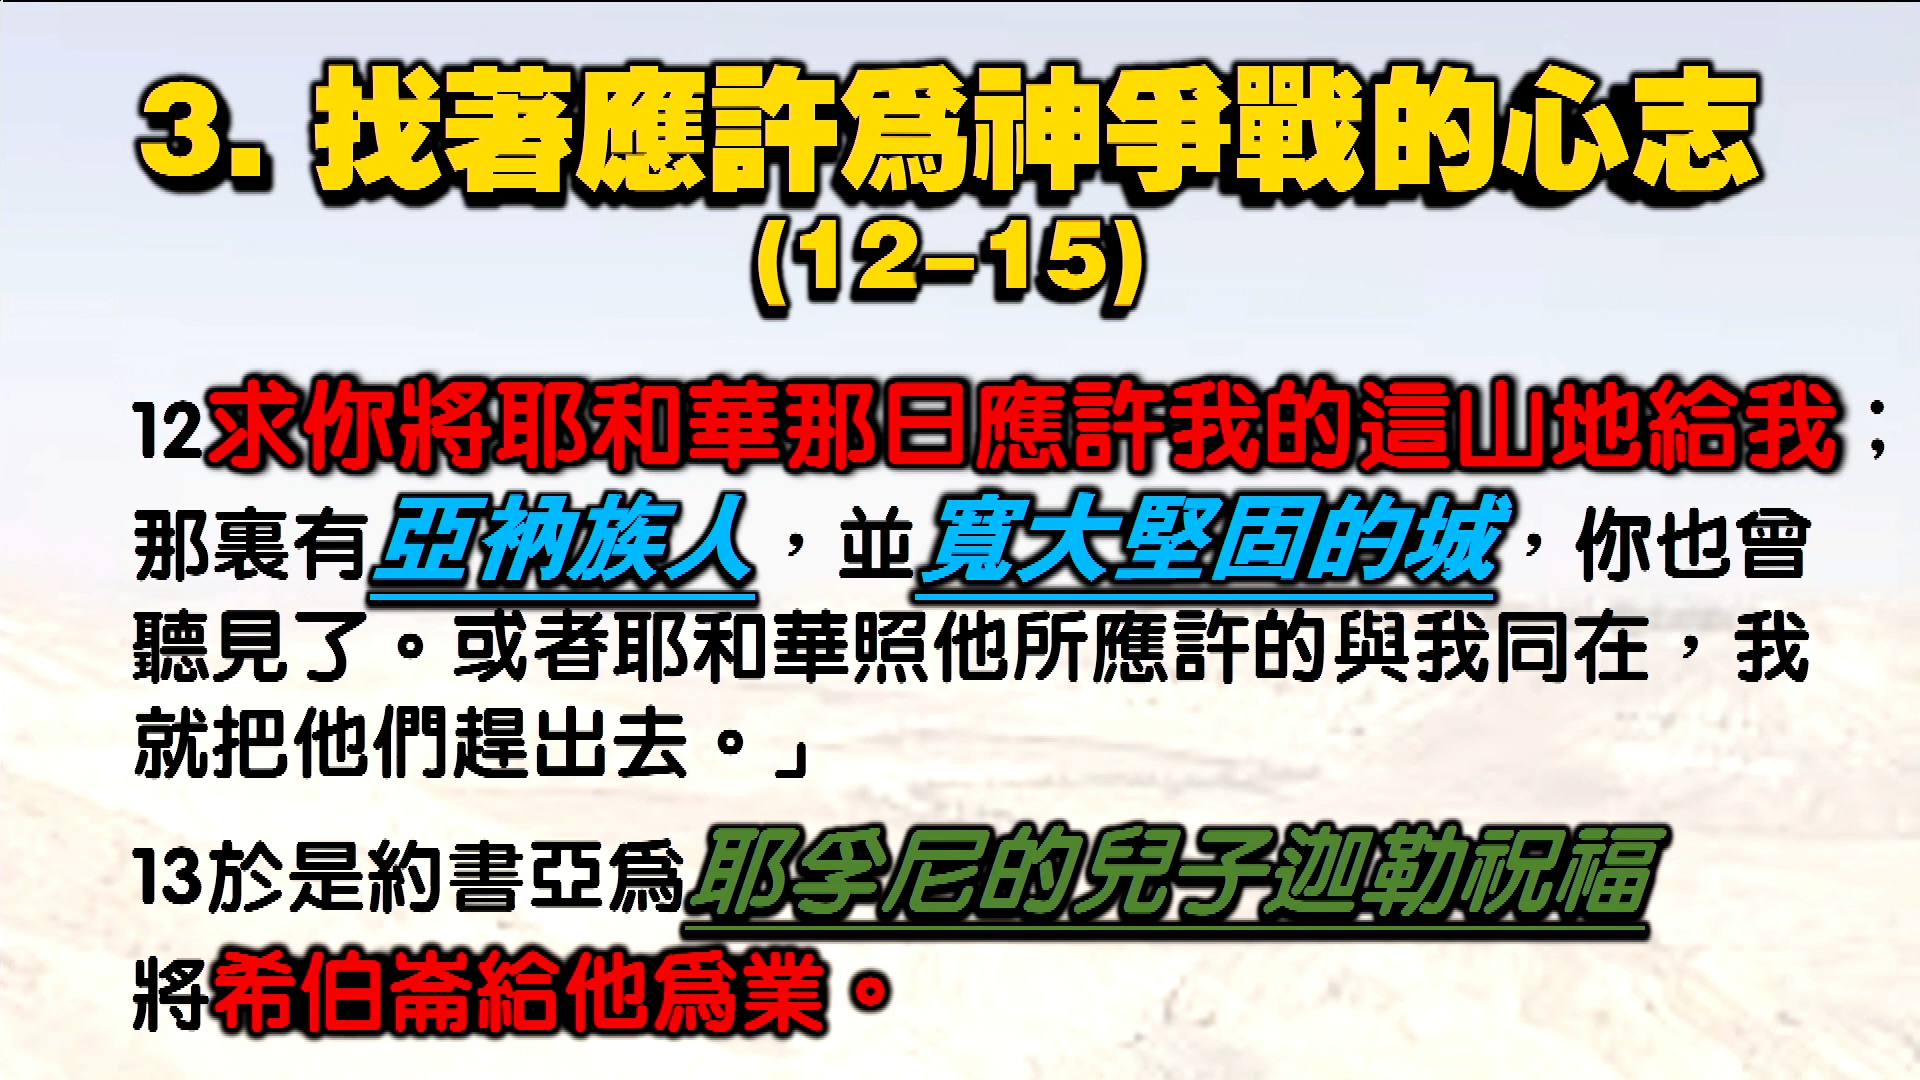 3. 找著應許為神爭戰的心志
(12-15)
12求你將耶和華那日應許我的這山地給我；
那裏有亞衲族人，並寬大堅固的城，你也曾
聽見了。或者耶和華照他所應許的與我同在，我
就把他們趕出去。」
13於是約書亞為耶孚尼的兒子迦勒祝福
將希伯崙給他為業。